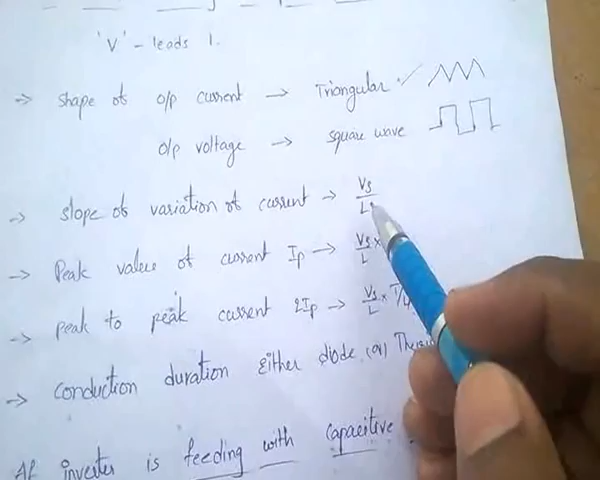 'V' - leads I.
-> shape of o/p current -> Triangular
o/p voltage -> square wave
-> slope of variation of current -> Vs/L
-> Peak value of current Ip -> Vs/L ×
-> peak to peak current 2Ip -> Vs/L × T/4
-> conduction duration either diode (or)
If inverter is feeding with capacitive